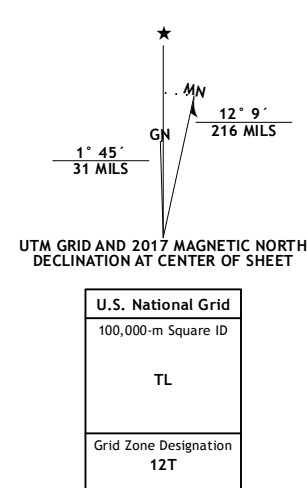 ★
MN
GN
12° 9´
216 MILS
1° 45´
31 MILS
UTM GRID AND 2017 MAGNETIC NORTH
DECLINATION AT CENTER OF SHEET
U.S. National Grid
100,000-m Square ID
TL
Grid Zone Designation
12T